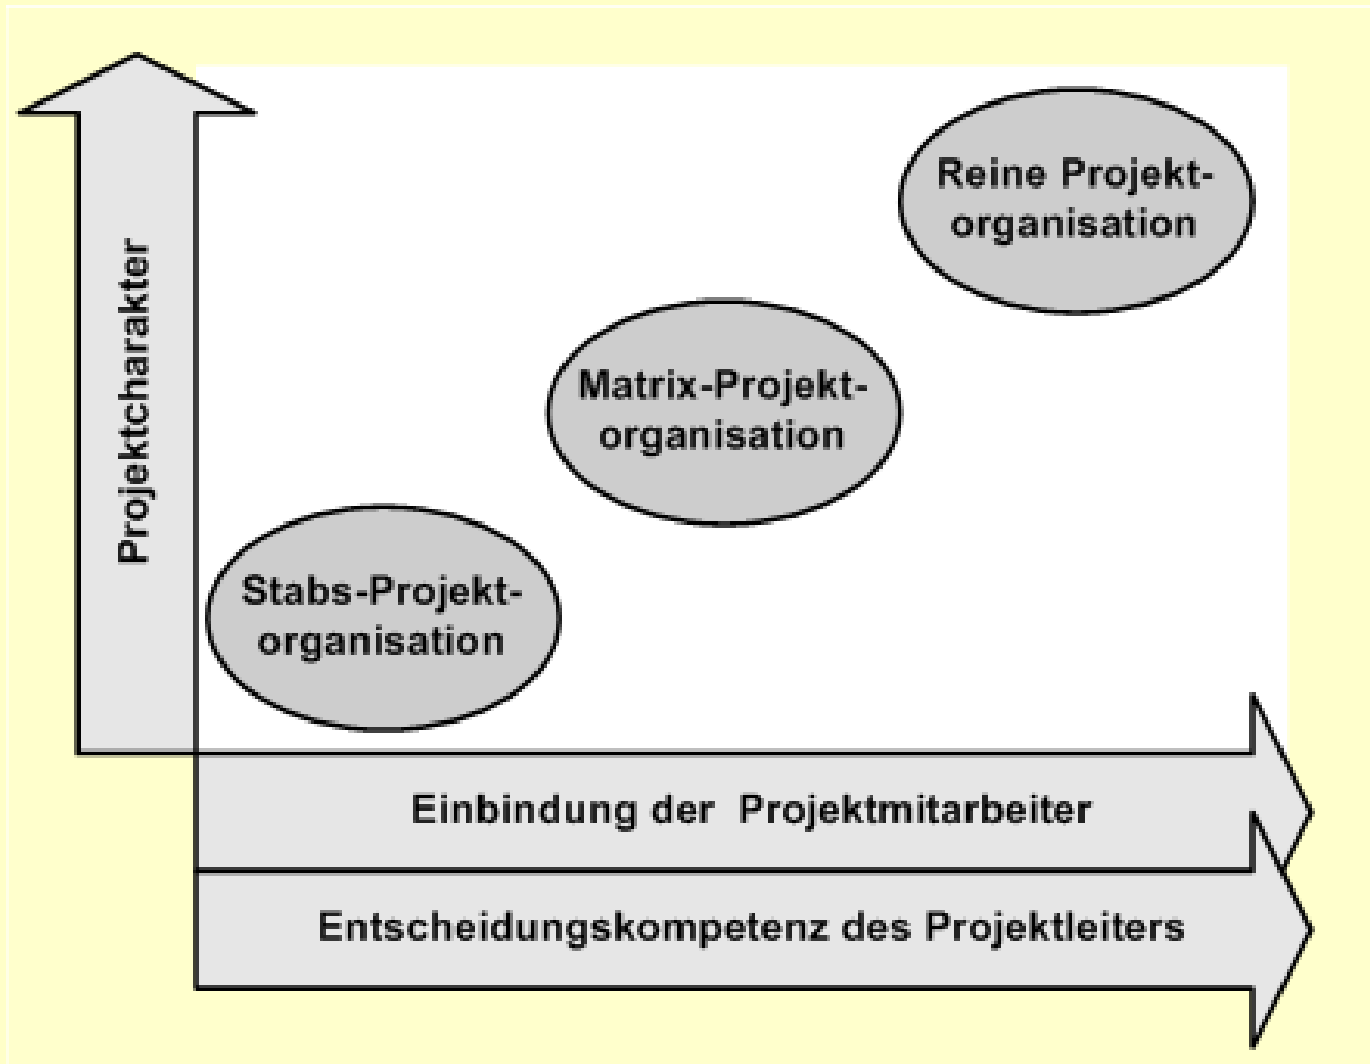 Projektcharakter
Reine Projekt-
organisation
Matrix-Projekt-
organisation
Stabs-Projekt-
organisation
Einbindung der  Projektmitarbeiter
Entscheidungskompetenz des Projektleiters